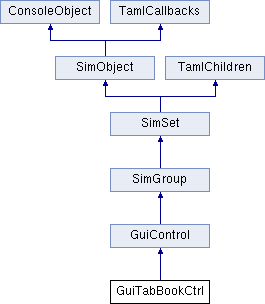 ConsoleObject TamlCallbacks
SimObject TamlChildren
SimSet
SimGroup
GuiControl
GuiTabBookCtrl